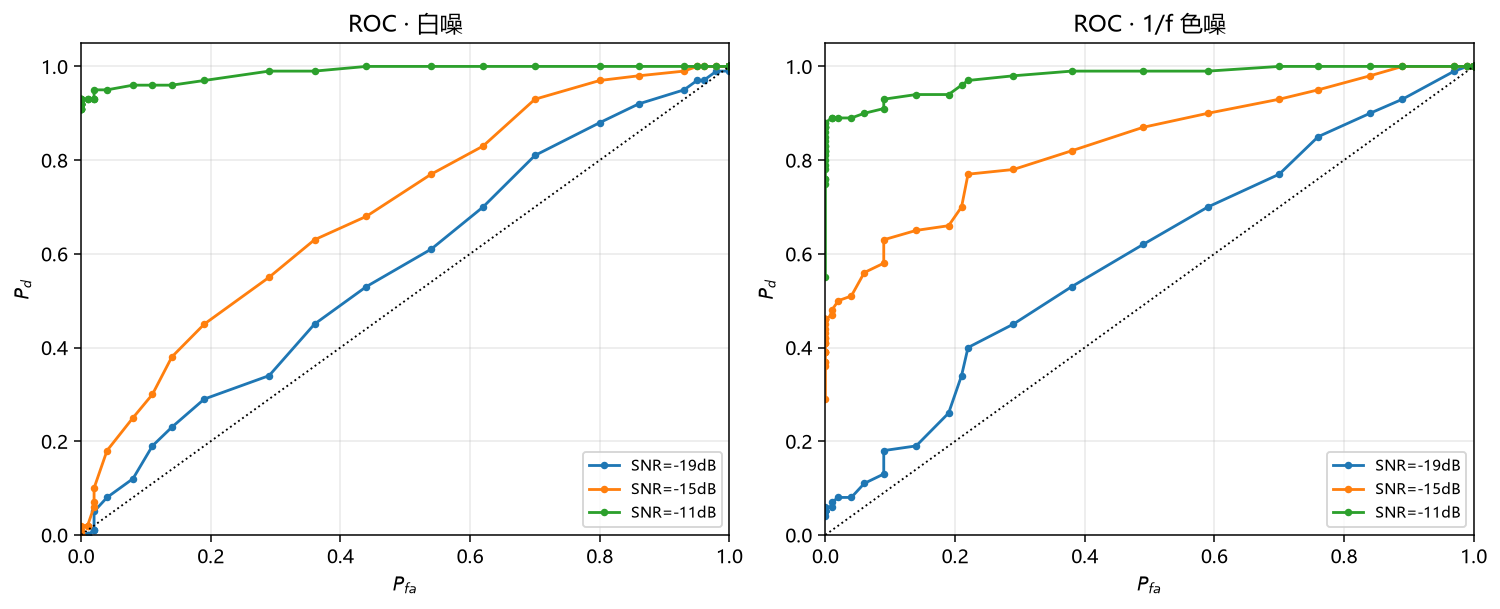 ROC · 白噪
1.0
0.8
0.6
0.4
0.2
0.0
P_d
0.0 0.2 0.4 0.6 0.8 1.0
P_fa
SNR=-19dB
SNR=-15dB
SNR=-11dB
ROC · 1/f 色噪
1.0
0.8
0.6
0.4
0.2
0.0
P_d
0.0 0.2 0.4 0.6 0.8 1.0
P_fa
SNR=-19dB
SNR=-15dB
SNR=-11dB